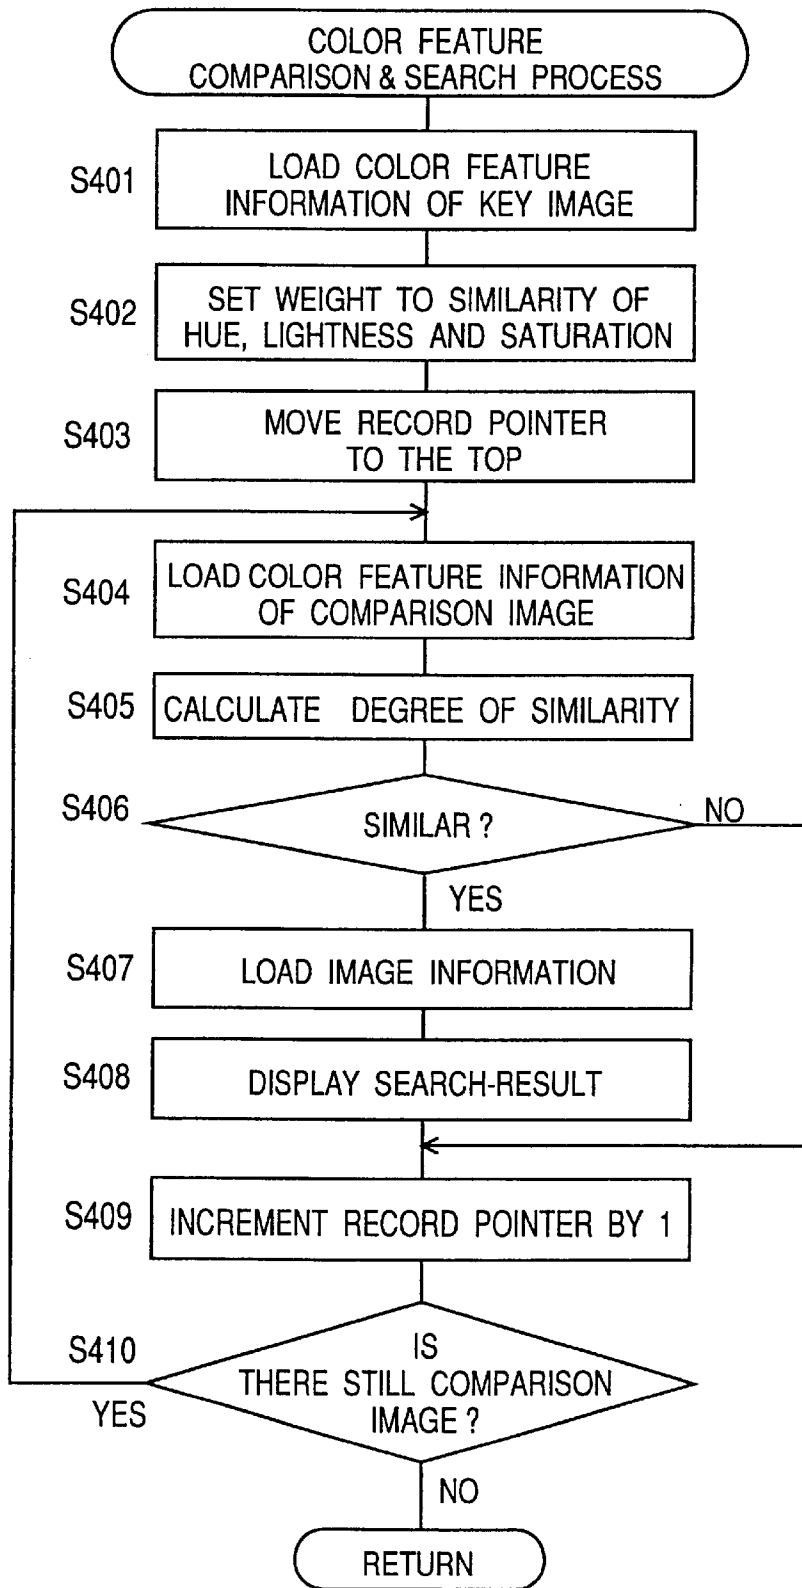 COLOR FEATURE
COMPARISON & SEARCH PROCESS
S401
LOAD COLOR FEATURE
INFORMATION OF KEY IMAGE
S402
SET WEIGHT TO SIMILARITY OF
HUE, LIGHTNESS AND SATURATION
S403
MOVE RECORD POINTER
TO THE TOP
S404
LOAD COLOR FEATURE INFORMATION
OF COMPARISON IMAGE
S405
CALCULATE DEGREE OF SIMILARITY
S406
SIMILAR ?
NO
YES
S407
LOAD IMAGE INFORMATION
S408
DISPLAY SEARCH-RESULT
S409
INCREMENT RECORD POINTER BY 1
S410
IS
THERE STILL COMPARISON
IMAGE ?
YES
NO
RETURN